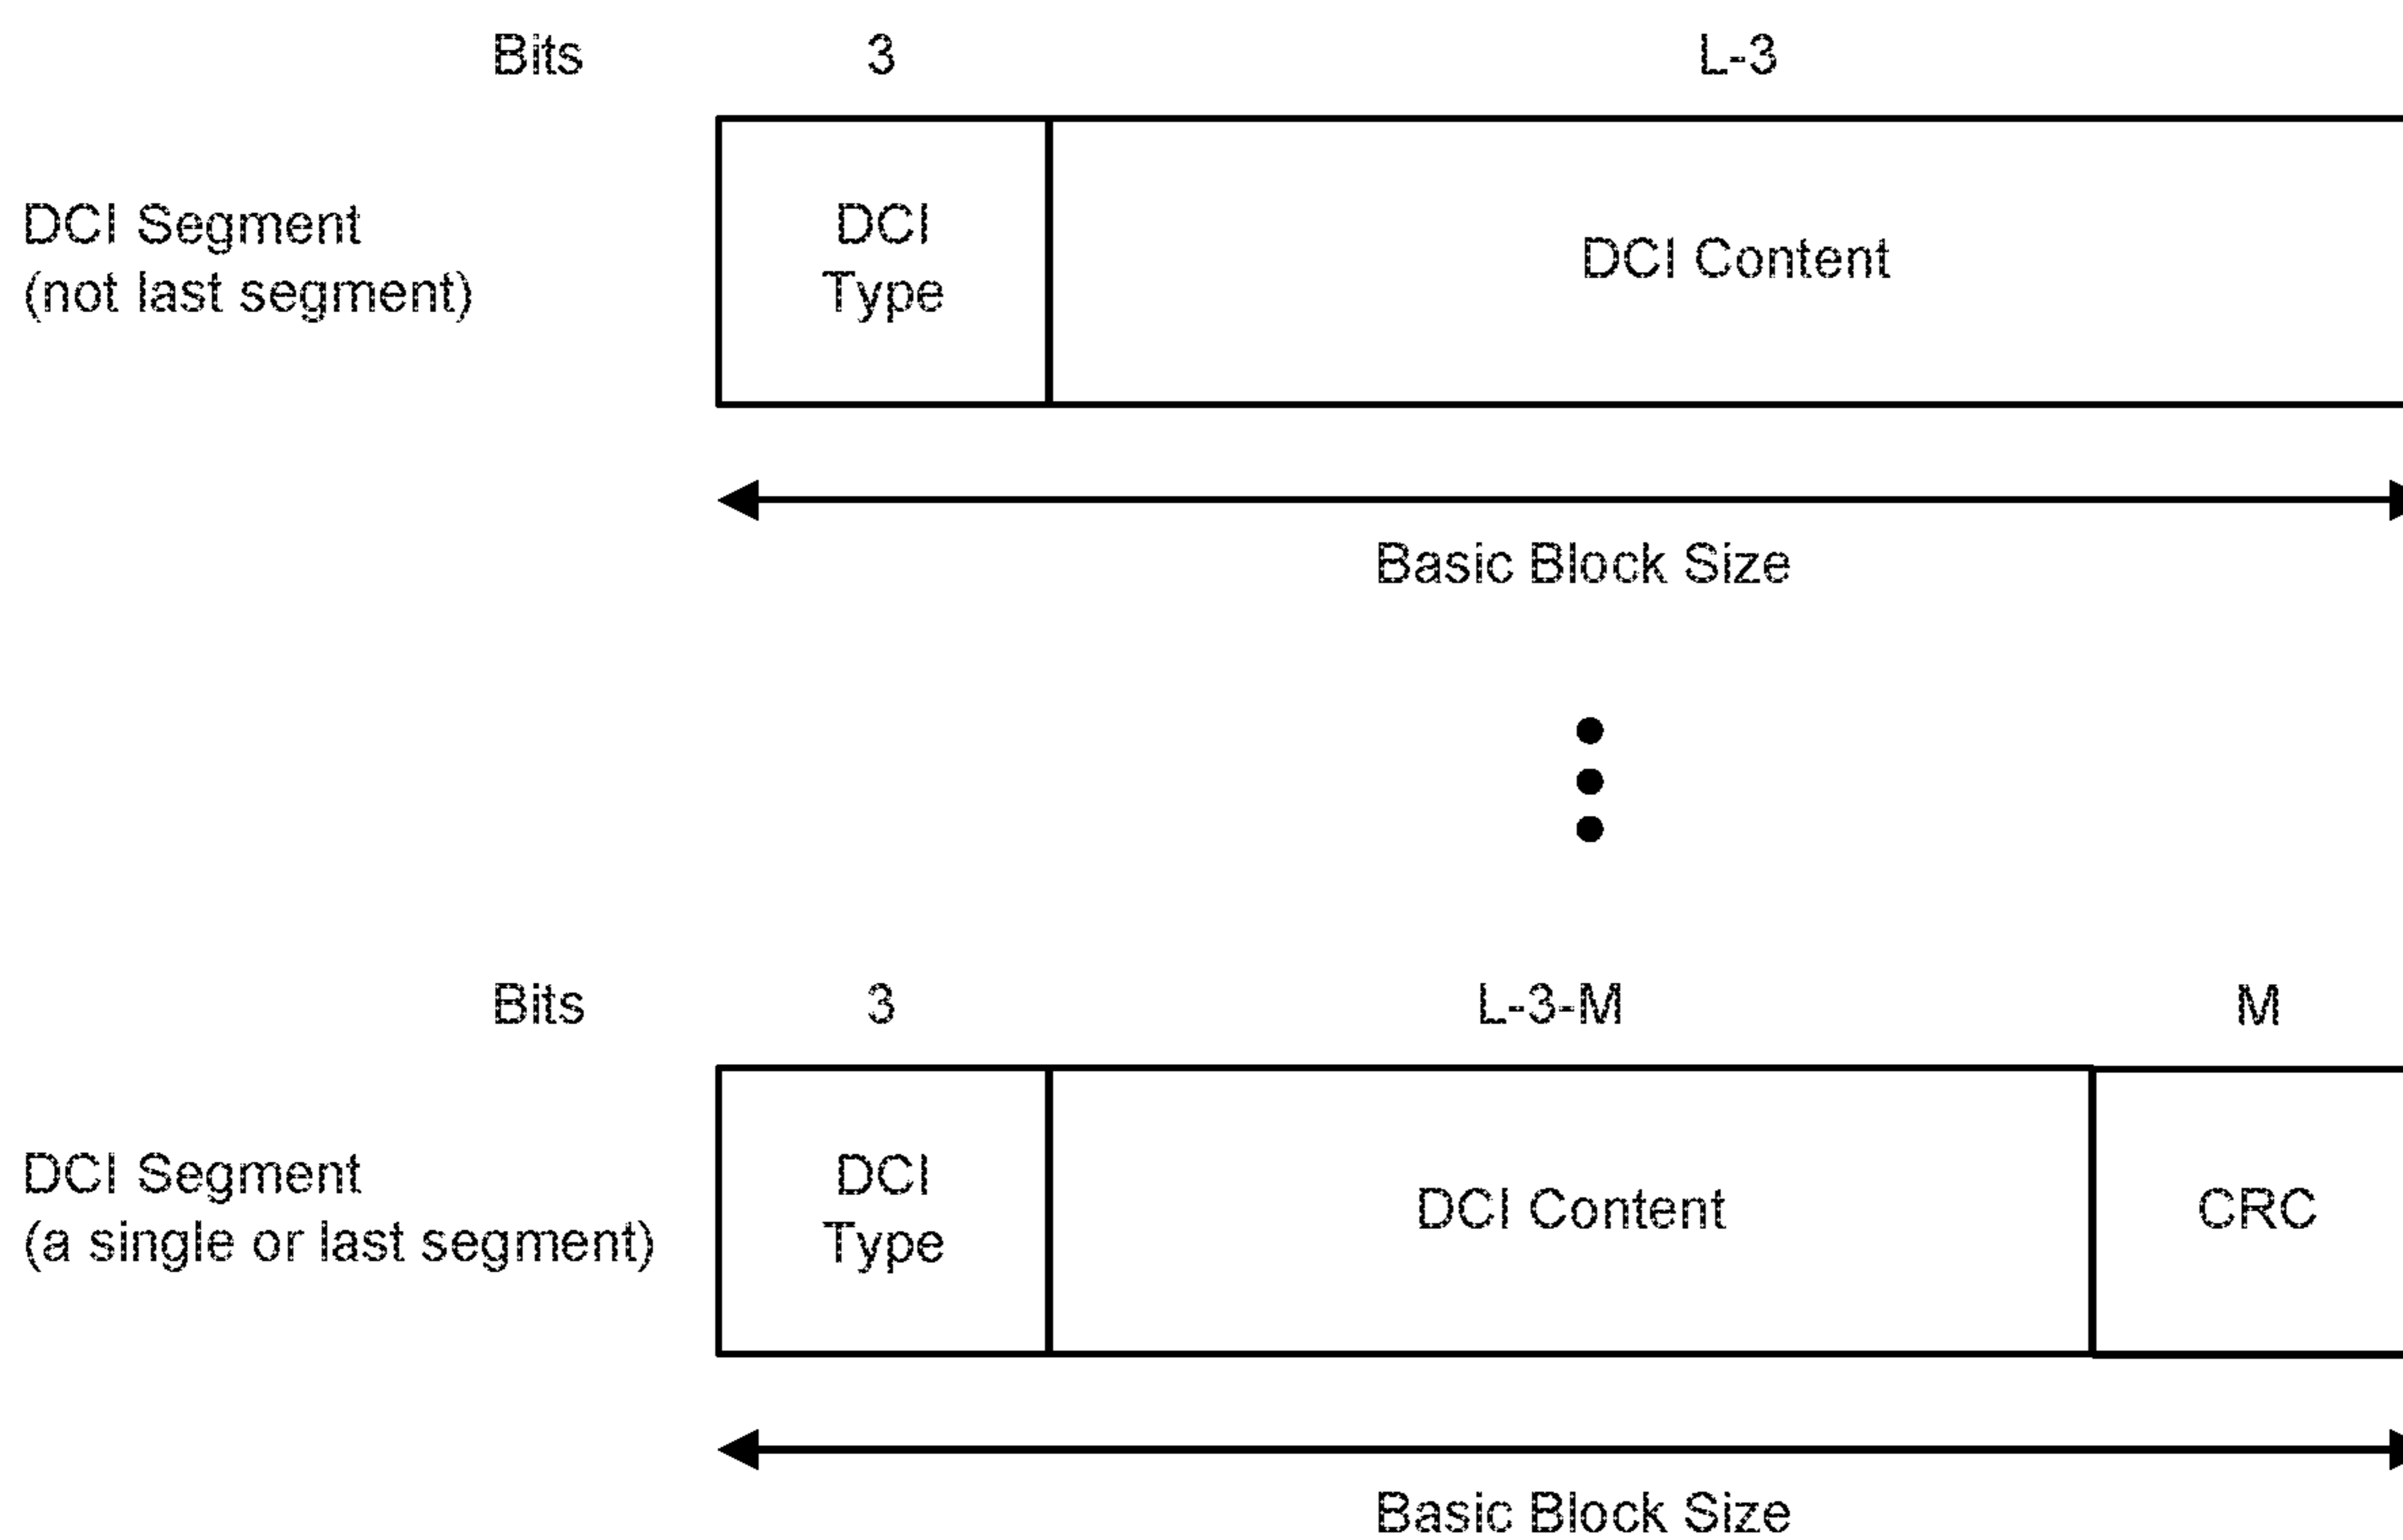 Bits 3 L-3
DCI Segment
(not last segment)
DCI
Type
DCI Content
Basic Block Size
Bits 3 L-3-M M
DCI Segment
(a single or last segment)
DCI
Type
DCI Content
CRC
Basic Block Size